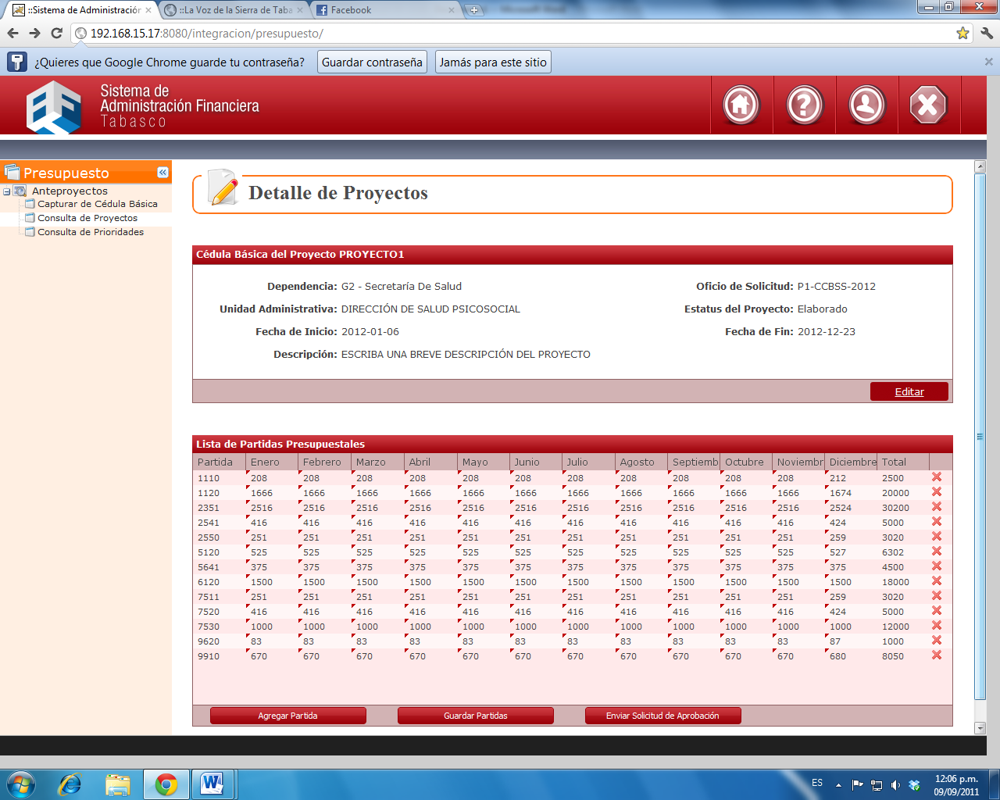 ::Sistema de Administración
::La Voz de la Sierra de Taba
Facebook
192.168.15.17:8080/integracion/presupuesto/
¿Quieres que Google Chrome guarde tu contraseña? Guardar contraseña Jamás para este sitio
Sistema de
Administración Financiera
Tabasco
Presupuesto
Anteproyectos
Capturar de Cédula Básica
Consulta de Proyectos
Consulta de Prioridades
Detalle de Proyectos
Cédula Básica del Proyecto PROYECTO1
Dependencia: G2 - Secretaría De Salud Oficio de Solicitud: P1-CCBSS-2012
Unidad Administrativa: DIRECCIÓN DE SALUD PSICOSOCIAL Estatus del Proyecto: Elaborado
Fecha de Inicio: 2012-01-06 Fecha de Fin: 2012-12-23
Descripción: ESCRIBA UNA BREVE DESCRIPCIÓN DEL PROYECTO
Editar
Lista de Partidas Presupuestales
Partida Enero Febrero Marzo Abril Mayo Junio Julio Agosto Septiemb Octubre Noviembr Diciembre Total
1110 208 208 208 208 208 208 208 208 208 208 208 212 2500
1120 1666 1666 1666 1666 1666 1666 1666 1666 1666 1666 1666 1674 20000
2351 2516 2516 2516 2516 2516 2516 2516 2516 2516 2516 2516 2524 30200
2541 416 416 416 416 416 416 416 416 416 416 416 424 5000
2550 251 251 251 251 251 251 251 251 251 251 251 259 3020
5120 525 525 525 525 525 525 525 525 525 525 525 527 6302
5641 375 375 375 375 375 375 375 375 375 375 375 375 4500
6120 1500 1500 1500 1500 1500 1500 1500 1500 1500 1500 1500 1500 18000
7511 251 251 251 251 251 251 251 251 251 251 251 259 3020
7520 416 416 416 416 416 416 416 416 416 416 416 424 5000
7530 1000 1000 1000 1000 1000 1000 1000 1000 1000 1000 1000 1000 12000
9620 83 83 83 83 83 83 83 83 83 83 83 87 1000
9910 670 670 670 670 670 670 670 670 670 670 670 680 8050
Agregar Partida Guardar Partidas Enviar Solicitud de Aprobación
ES
12:06 p.m.
09/09/2011